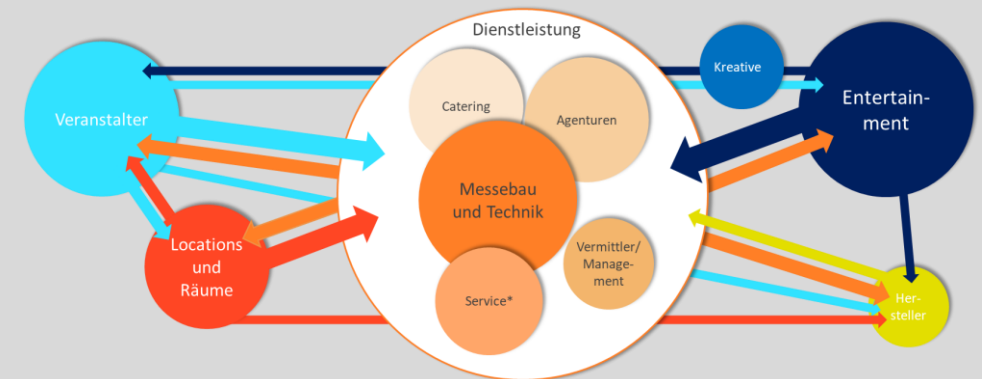 Dienstleistung
Kreative
Catering
Entertain-
ment
Veranstalter
Agenturen
Messebau
und Technik
Locations
und
Räume
Vermittler/
Manage-
ment
Service*
Her-
steller